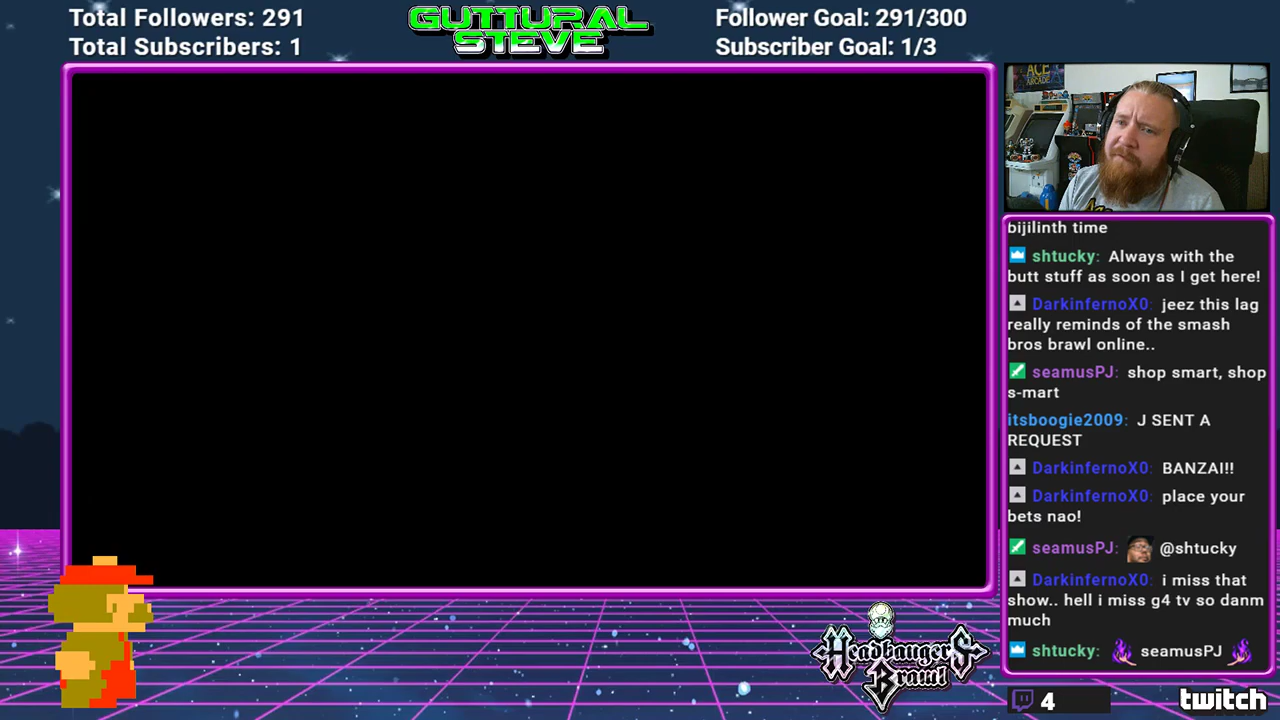 Total Followers: 291
Total Subscribers: 1
GUTTURAL
STEVE
Follower Goal: 291/300
Subscriber Goal: 1/3
ACE
ARCADE
bijilinth time
shtucky: Always with the
butt stuff as soon as I get here!
DarkinfernoX0: jeez this lag
really reminds of the smash
bros brawl online..
seamusPJ: shop smart, shop
s-mart
itsboogie2009: J SENT A
REQUEST
DarkinfernoX0: BANZAI!!
DarkinfernoX0: place your
bets nao!
seamusPJ: @shtucky
DarkinfernoX0: i miss that
show.. hell i miss g4 tv so danm
much
shtucky: seamusPJ
Headbangers
Brawl
4
twitch